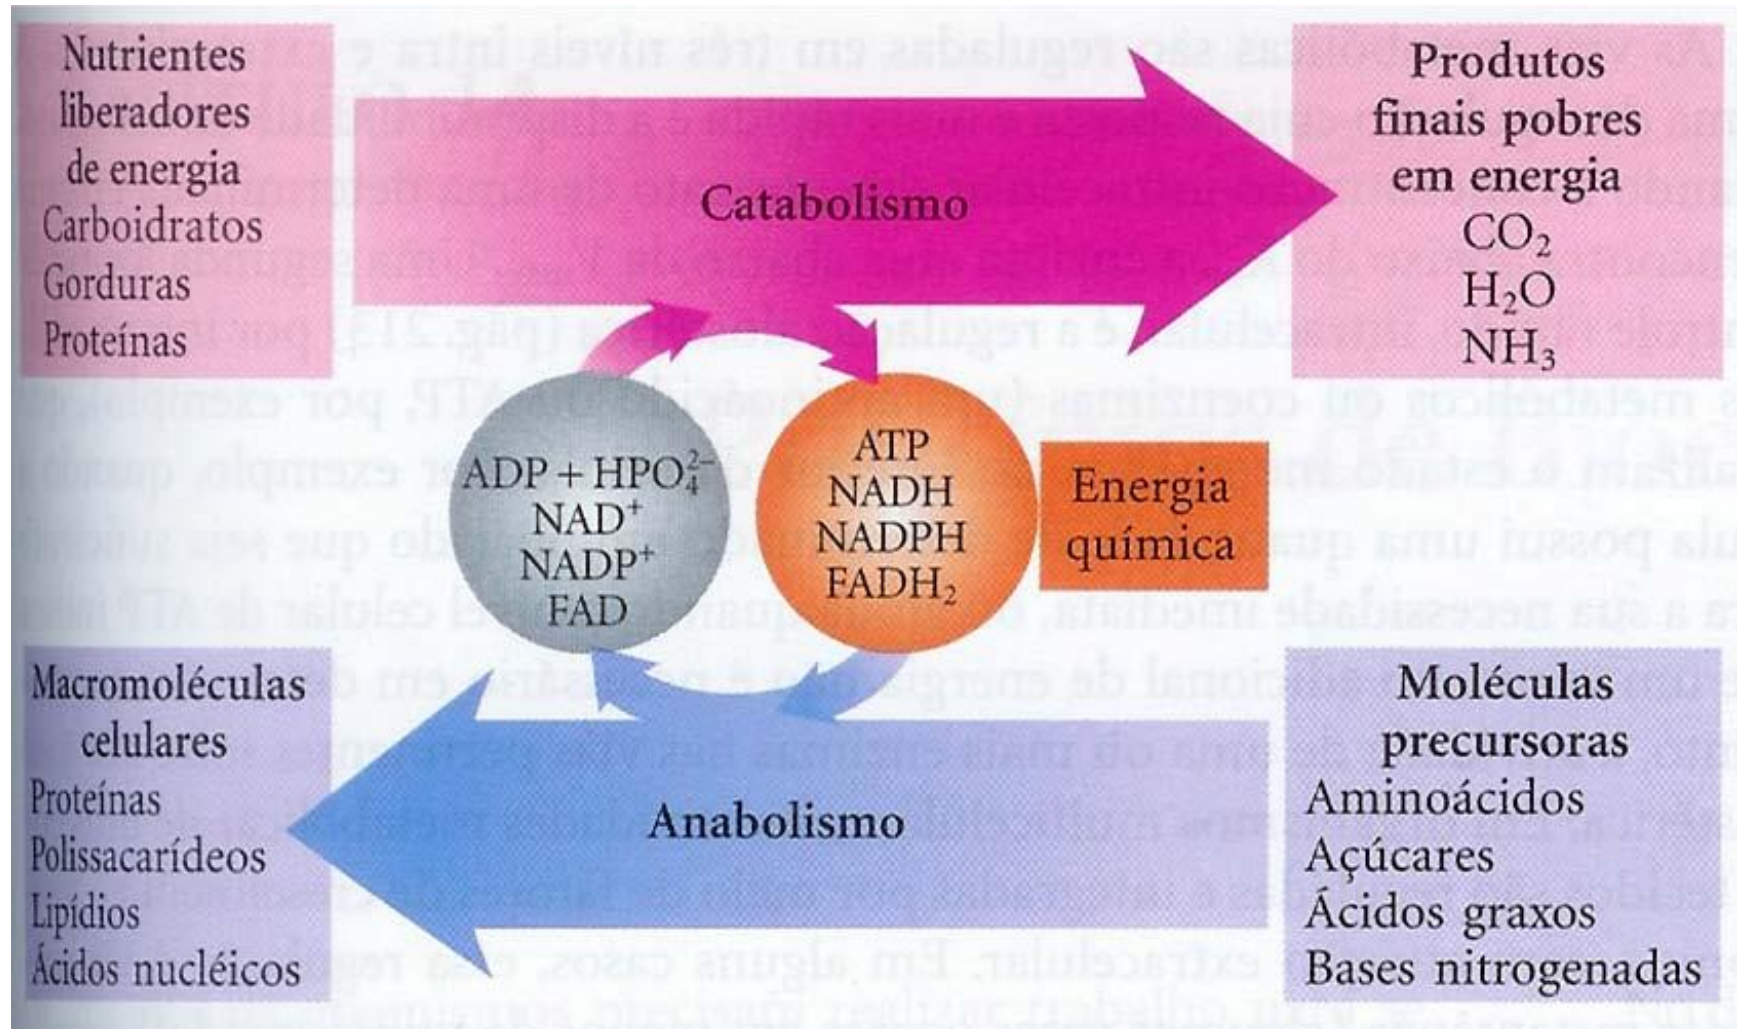 Nutrientes
liberadores
de energia
Carboidratos
Gorduras
Proteínas
Catabolismo
Produtos
finais pobres
em energia
CO₂
H₂O
NH₃
ADP + HPO₄²⁻
NAD⁺
NADP⁺
FAD
ATP
NADH
NADPH
FADH₂
Energia
química
Macromoléculas
celulares
Proteínas
Polissacarídeos
Lipídios
Ácidos nucléicos
Anabolismo
Moléculas
precursoras
Aminoácidos
Açúcares
Ácidos graxos
Bases nitrogenadas